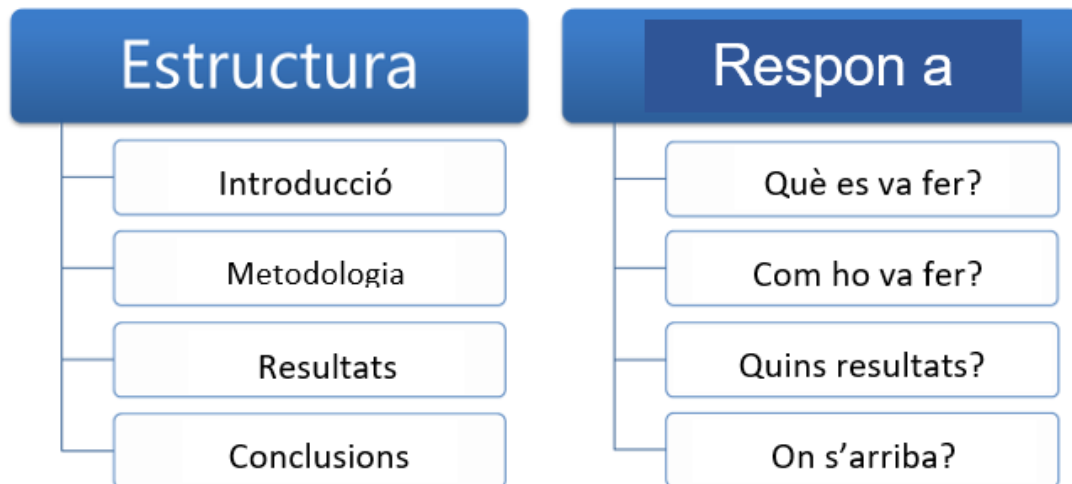 Estructura
Introducció
Metodologia
Resultats
Conclusions
Respon a
Què es va fer?
Com ho va fer?
Quins resultats?
On s’arriba?